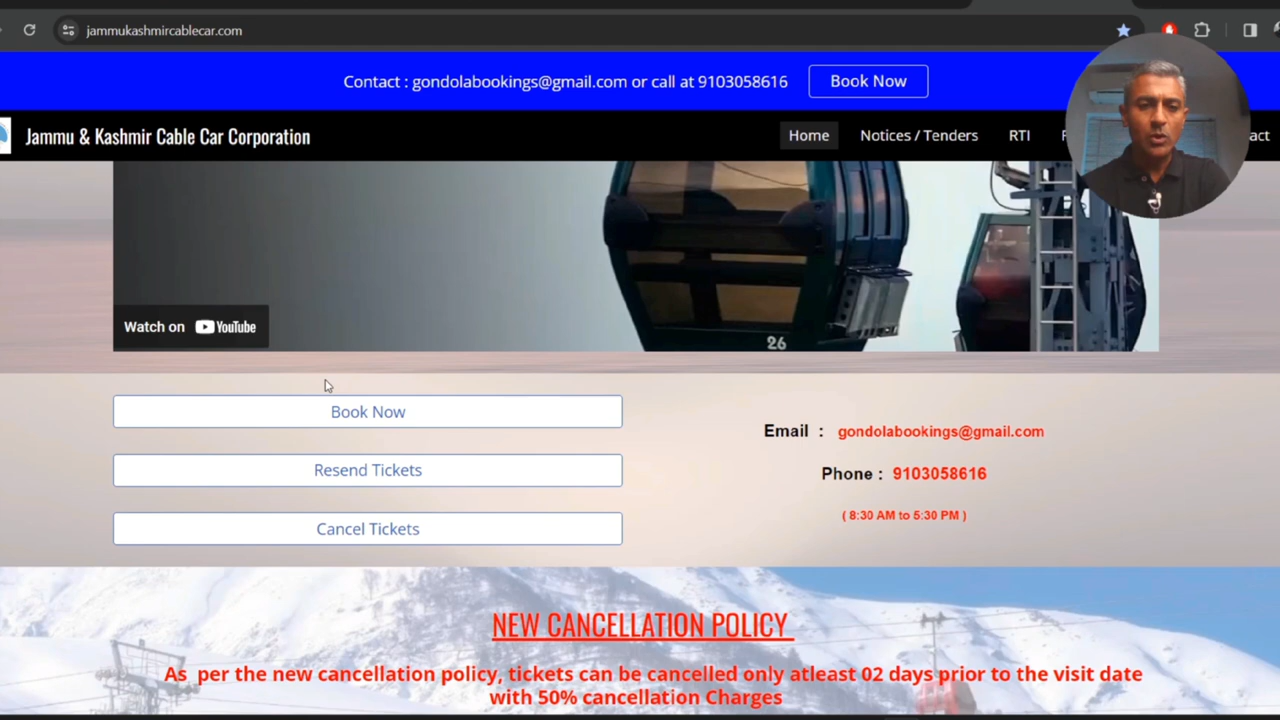 jammukashmircablecar.com
Contact : gondolabookings@gmail.com or call at 9103058616
Book Now
Jammu & Kashmir Cable Car Corporation
Home
Notices / Tenders
RTI
Watch on YouTube
26
Book Now
Resend Tickets
Cancel Tickets
Email : gondolabookings@gmail.com
Phone : 9103058616
( 8:30 AM to 5:30 PM )
NEW CANCELLATION POLICY
As per the new cancellation policy, tickets can be cancelled only atleast 02 days prior to the visit date
with 50% cancellation Charges